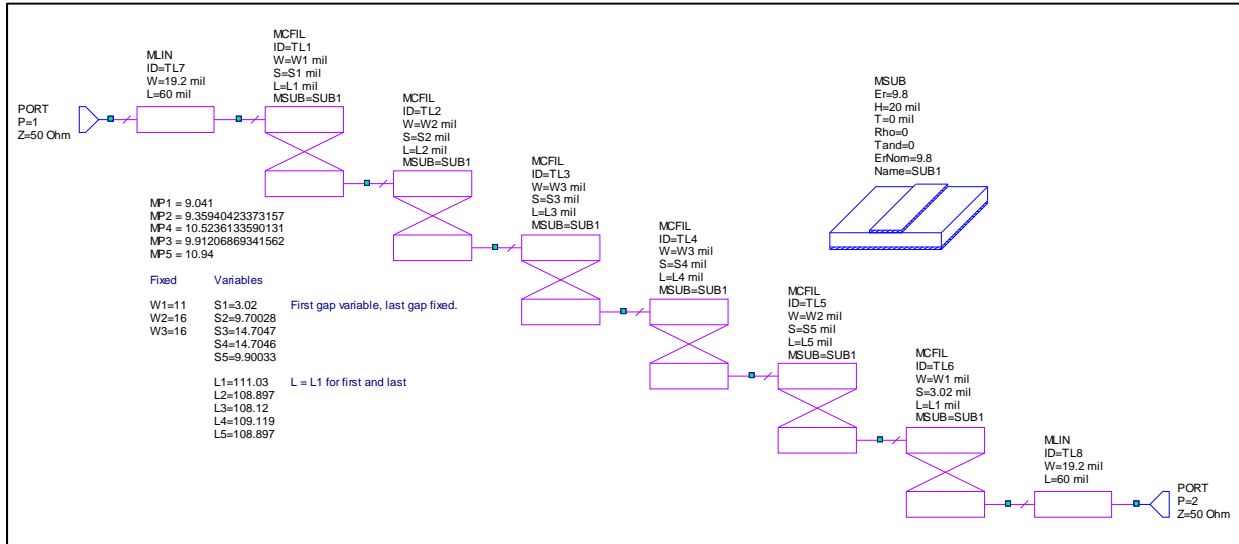 MCFIL
ID=TL1
W=W1 mil
S=S1 mil
L=L1 mil
MSUB=SUB1
MLIN
ID=TL7
W=19.2 mil
L=60 mil
PORT
P=1
Z=50 Ohm
MCFIL
ID=TL2
W=W2 mil
S=S2 mil
L=L2 mil
MSUB=SUB1
MSUB
Er=9.8
H=20 mil
T=0 mil
Rho=0
Tand=0
ErNom=9.8
Name=SUB1
MCFIL
ID=TL3
W=W3 mil
S=S3 mil
L=L3 mil
MSUB=SUB1
MP1 = 9.041
MP2 = 9.35940423373157
MP4 = 10.5236133590131
MP3 = 9.91206869341562
MP5 = 10.94
MCFIL
ID=TL4
W=W3 mil
S=S4 mil
L=L4 mil
MSUB=SUB1
Fixed Variables
W1=11 S1=3.02 First gap variable, last gap fixed.
W2=16 S2=9.70028
W3=16 S3=14.7047
S4=14.7046
S5=9.90033
MCFIL
ID=TL5
W=W2 mil
S=S5 mil
L=L5 mil
MSUB=SUB1
L1=111.03 L = L1 for first and last
L2=108.897
L3=108.12
L4=109.119
L5=108.897
MCFIL
ID=TL6
W=W1 mil
S=3.02 mil
L=L1 mil
MSUB=SUB1
MLIN
ID=TL8
W=19.2 mil
L=60 mil
PORT
P=2
Z=50 Ohm